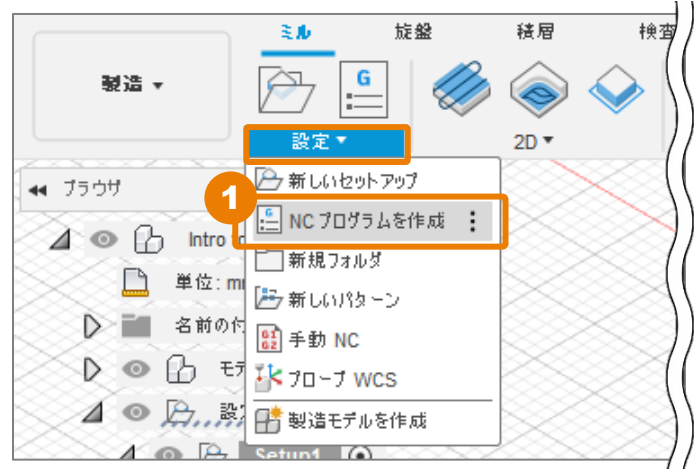 ミル 旋盤 積層 検査
製造
G
設定 2D
ブラウザ
新しいセットアップ
1
G NC プログラムを作成
Intro
新規フォルダ
単位: m
新しいパターン
名前の付
G1 G2 手動 NC
モデ
プローブ WCS
設
製造モデルを作成
Setup1